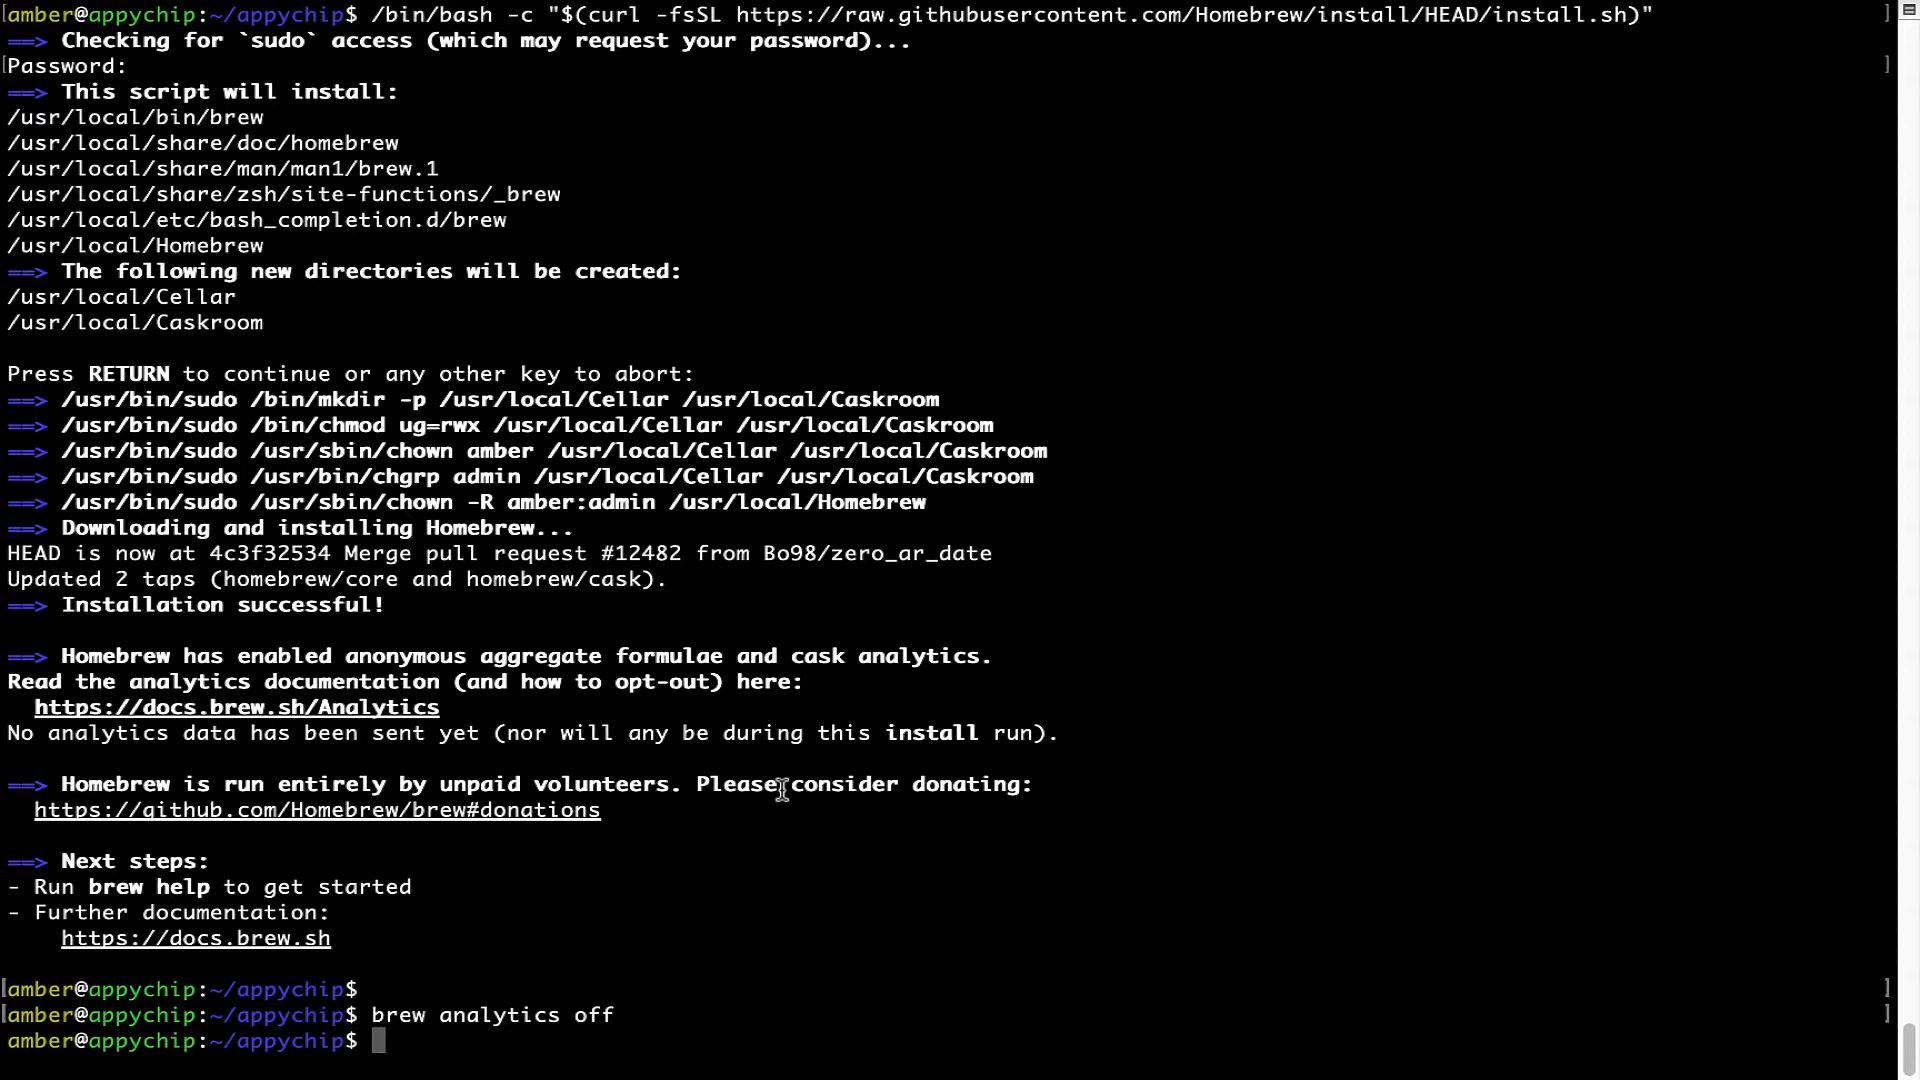 amber@appychip:~/appychip$ /bin/bash -c "$(curl -fsSL https://raw.githubusercontent.com/Homebrew/install/HEAD/install.sh)"
==> Checking for `sudo` access (which may request your password)...
Password:
==> This script will install:
/usr/local/bin/brew
/usr/local/share/doc/homebrew
/usr/local/share/man/man1/brew.1
/usr/local/share/zsh/site-functions/_brew
/usr/local/etc/bash_completion.d/brew
/usr/local/Homebrew
==> The following new directories will be created:
/usr/local/Cellar
/usr/local/Caskroom
Press RETURN to continue or any other key to abort:
==> /usr/bin/sudo /bin/mkdir -p /usr/local/Cellar /usr/local/Caskroom
==> /usr/bin/sudo /bin/chmod ug=rwx /usr/local/Cellar /usr/local/Caskroom
==> /usr/bin/sudo /usr/sbin/chown amber /usr/local/Cellar /usr/local/Caskroom
==> /usr/bin/sudo /usr/bin/chgrp admin /usr/local/Cellar /usr/local/Caskroom
==> /usr/bin/sudo /usr/sbin/chown -R amber:admin /usr/local/Homebrew
==> Downloading and installing Homebrew...
HEAD is now at 4c3f32534 Merge pull request #12482 from Bo98/zero_ar_date
Updated 2 taps (homebrew/core and homebrew/cask).
==> Installation successful!
==> Homebrew has enabled anonymous aggregate formulae and cask analytics.
Read the analytics documentation (and how to opt-out) here:
https://docs.brew.sh/Analytics
No analytics data has been sent yet (nor will any be during this install run).
==> Homebrew is run entirely by unpaid volunteers. Please consider donating:
https://github.com/Homebrew/brew#donations
==> Next steps:
- Run brew help to get started
- Further documentation:
https://docs.brew.sh
amber@appychip:~/appychip$
amber@appychip:~/appychip$ brew analytics off
amber@appychip:~/appychip$